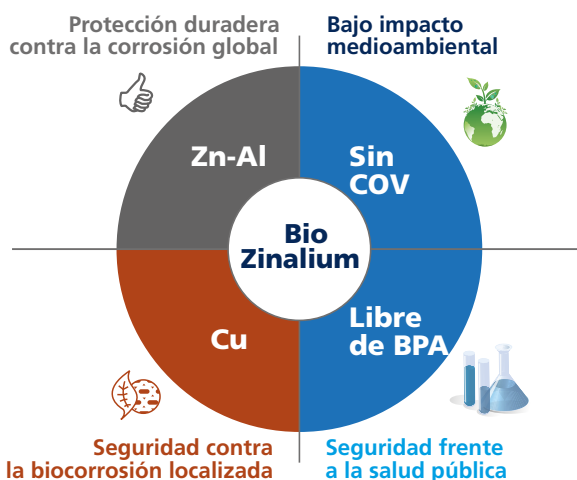 Protección duradera
contra la corrosión global
Bajo impacto
medioambiental
Zn-Al
Sin
COV
Bio
Zinalium
Cu
Libre
de BPA
Seguridad contra
la biocorrosión localizada
Seguridad frente
a la salud pública